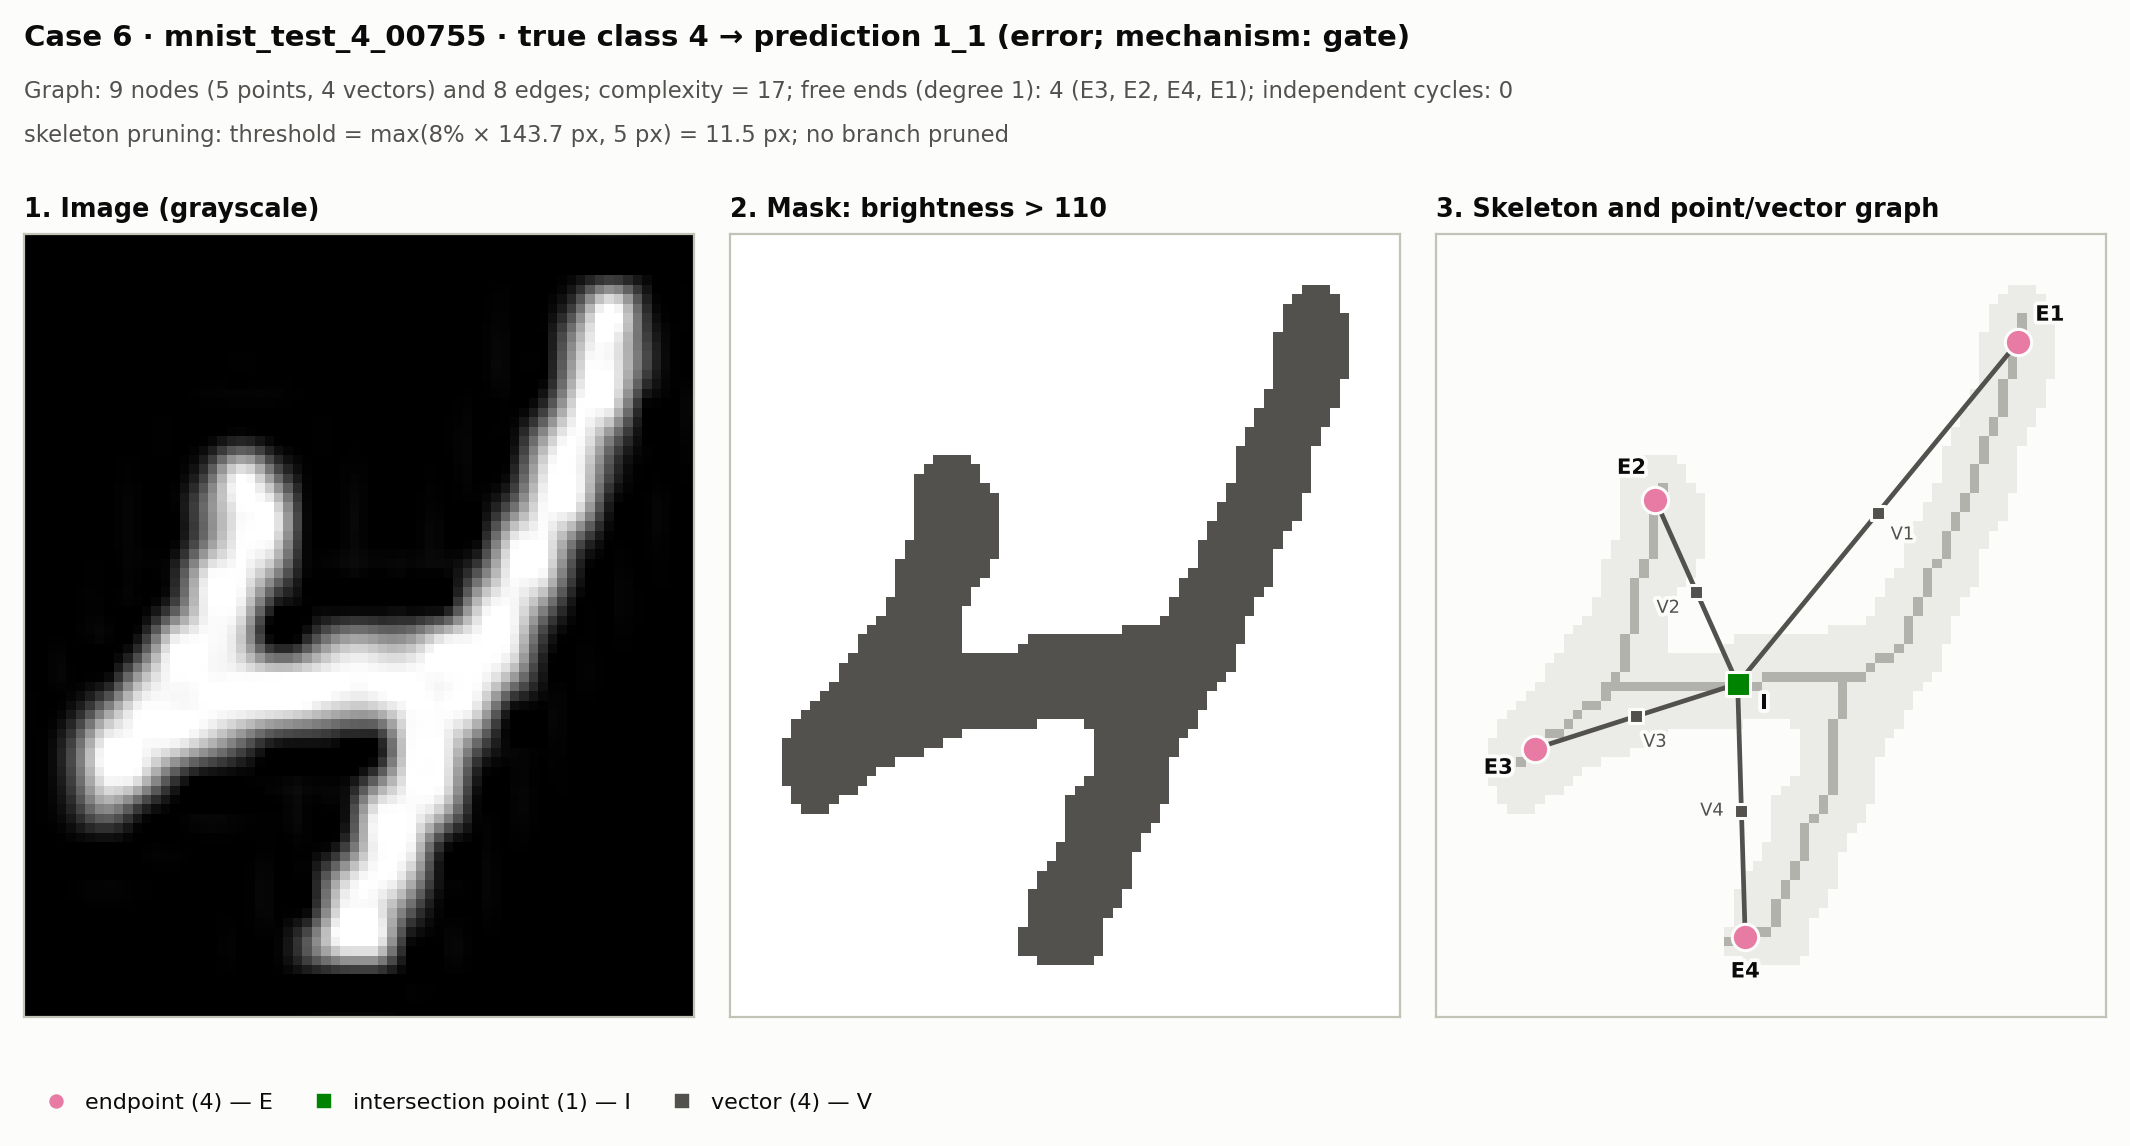 Case 6 · mnist_test_4_00755 · true class 4 → prediction 1_1 (error; mechanism: gate)
Graph: 9 nodes (5 points, 4 vectors) and 8 edges; complexity = 17; free ends (degree 1): 4 (E3, E2, E4, E1); independent cycles: 0
skeleton pruning: threshold = max(8% × 143.7 px, 5 px) = 11.5 px; no branch pruned
1. Image (grayscale)
2. Mask: brightness > 110
3. Skeleton and point/vector graph
E1
E2
V1
V2
I
V3
E3
V4
E4
endpoint (4) — E
intersection point (1) — I
vector (4) — V